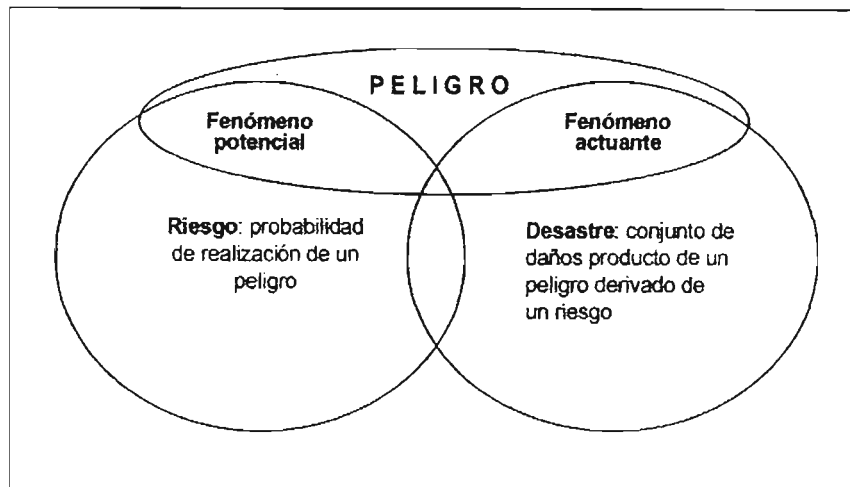 PELIGRO
Fenómeno
potencial
Fenómeno
actuante
Riesgo: probabilidad
de realización de un
peligro
Desastre: conjunto de
daños producto de un
peligro derivado de
un riesgo